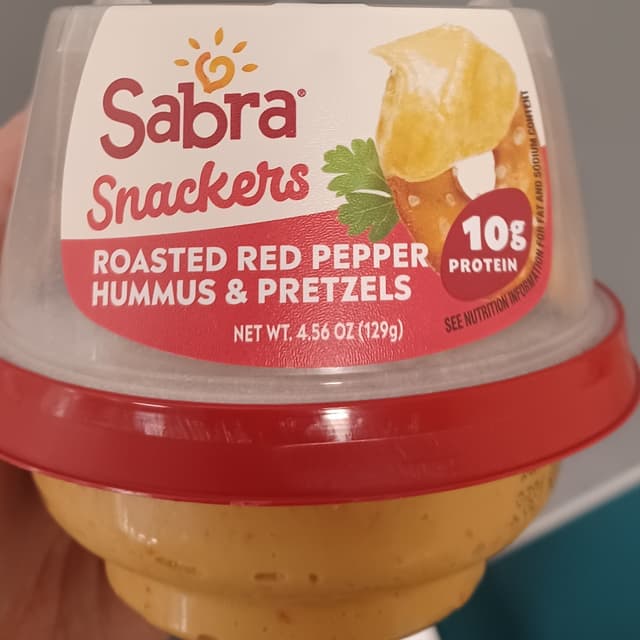 Sabra®
Snackers
ROASTED RED PEPPER
HUMMUS & PRETZELS
NET WT. 4.56 OZ (129g)
10g
PROTEIN
SEE NUTRITION INFORMATION FOR FAT AND SODIUM CONTENT